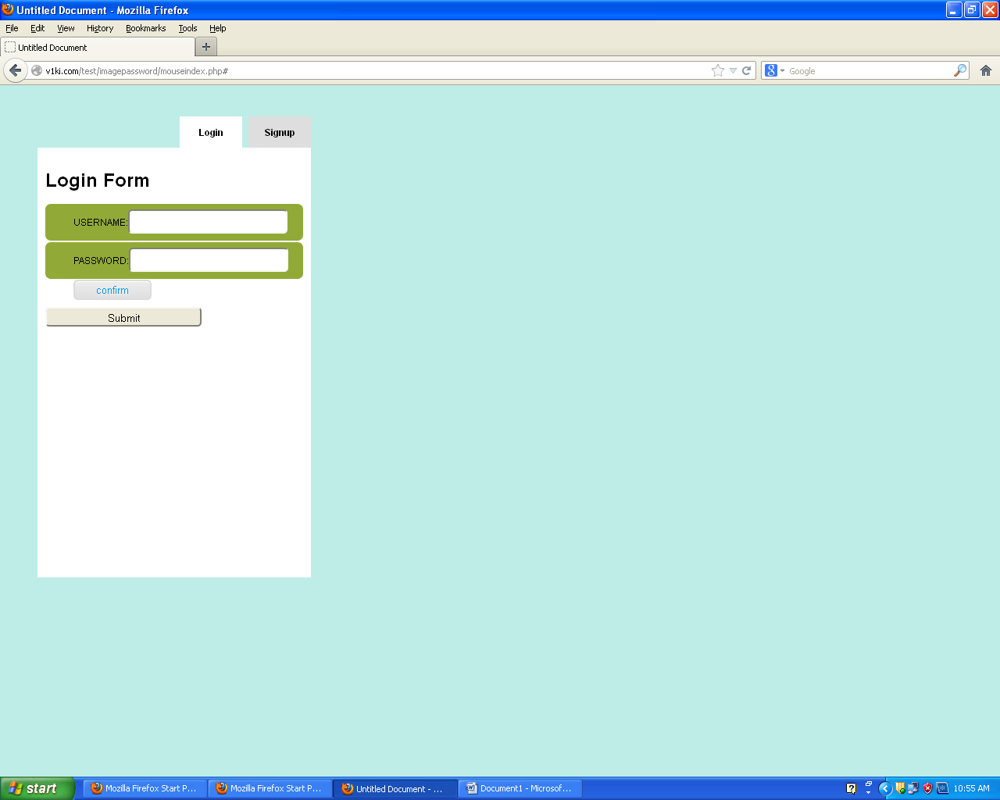 Untitled Document - Mozilla Firefox
File Edit View History Bookmarks Tools Help
Untitled Document
v1ki.com/test/imagepassword/mouseindex.php#
Google
Login
Signup
Login Form
USERNAME:
PASSWORD:
confirm
Submit
start
Mozilla Firefox Start P...
Mozilla Firefox Start P...
Untitled Document - ...
Document1 - Microsof...
10:55 AM